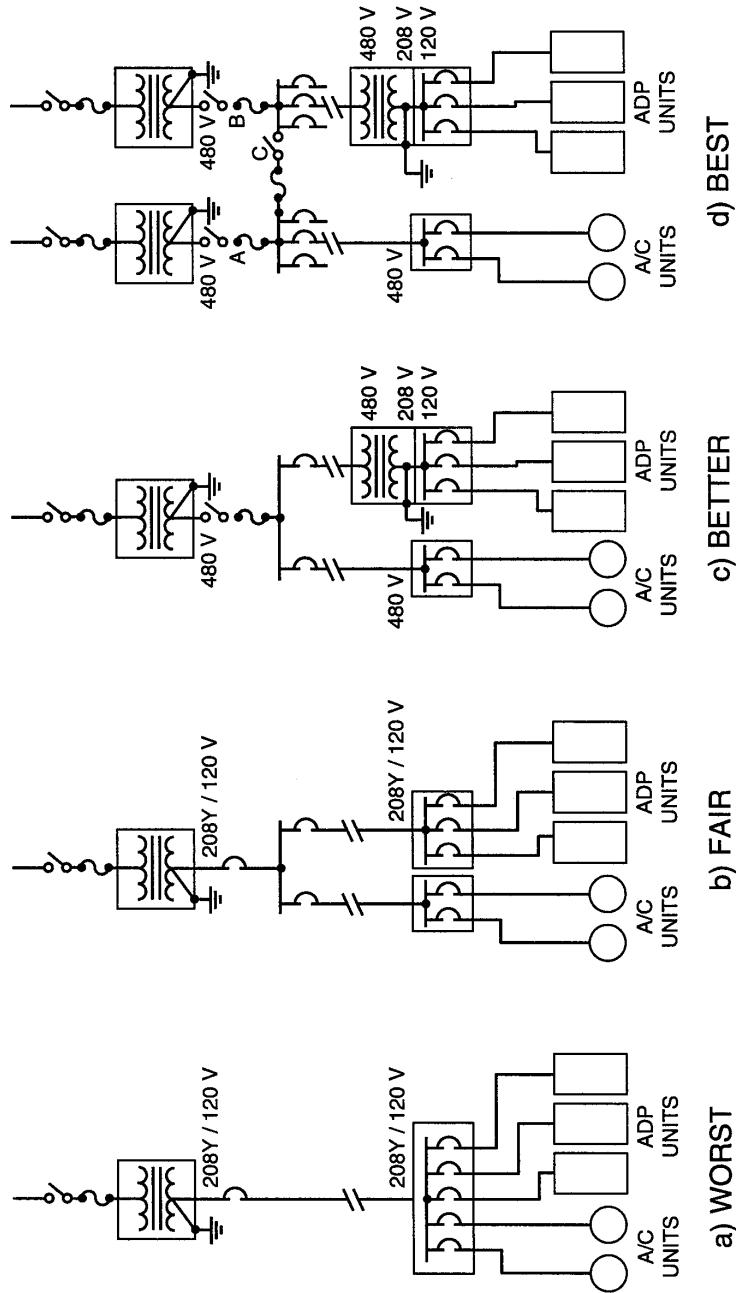 208Y / 120 V
208Y / 120 V
A/C
UNITS
ADP
UNITS
a) WORST
208Y / 120 V
208Y / 120 V
A/C
UNITS
ADP
UNITS
b) FAIR
480 V
480 V
480 V
208 V
120 V
A/C
UNITS
ADP
UNITS
c) BETTER
480 V
480 V
A
B
C
480 V
480 V
208 V
120 V
A/C
UNITS
ADP
UNITS
d) BEST